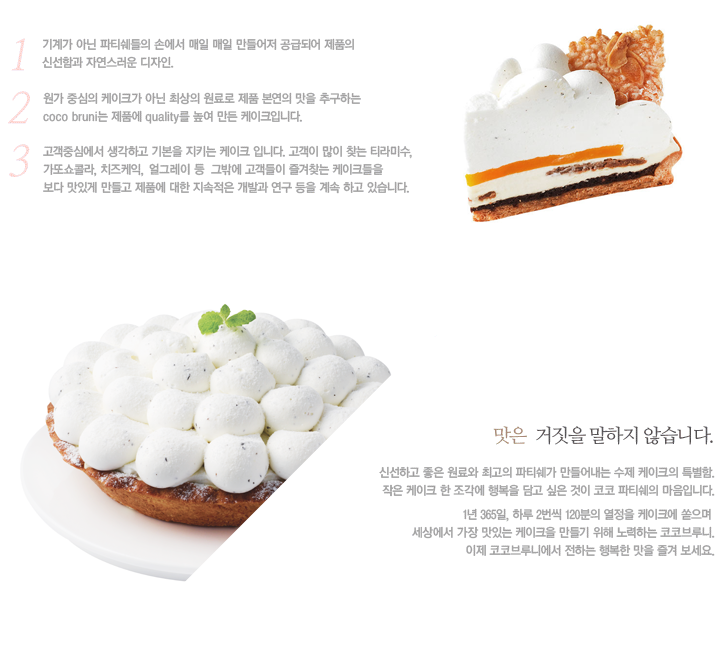 1 기계가 아닌 파티쉐들의 손에서 매일 매일 만들어져 공급되어 제품의
신선함과 자연스러운 디자인.
2 원가 중심의 케이크가 아닌 최상의 원료로 제품 본연의 맛을 추구하는
coco bruni는 제품에 quality를 높여 만든 케이크입니다.
3 고객중심에서 생각하고 기본을 지키는 케이크 입니다. 고객이 많이 찾는 티라미수,
가또쇼콜라, 치즈케익, 얼그레이 등 그밖에 고객들이 즐겨찾는 케이크들을
보다 맛있게 만들고 제품에 대한 지속적은 개발과 연구 등을 계속 하고 있습니다.
맛은 거짓을 말하지 않습니다.
신선하고 좋은 원료와 최고의 파티쉐가 만들어내는 수제 케이크의 특별함.
작은 케이크 한 조각에 행복을 담고 싶은 것이 코코 파티쉐의 마음입니다.
1년 365일, 하루 2번씩 120분의 열정을 케이크에 쏟으며
세상에서 가장 맛있는 케이크을 만들기 위해 노력하는 코코브루니.
이제 코코브루니에서 전하는 행복한 맛을 즐겨 보세요.